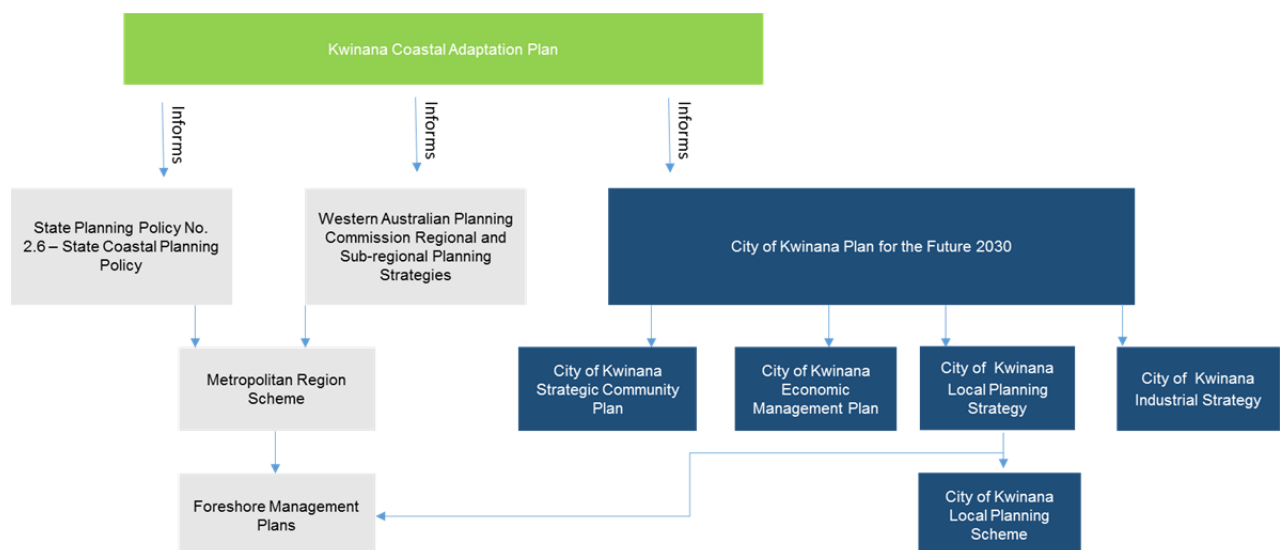 Kwinana Coastal Adaptation Plan
Informs
Informs
Informs
State Planning Policy No.
2.6 – State Coastal Planning
Policy
Western Australian Planning
Commission Regional and
Sub-regional Planning
Strategies
City of Kwinana Plan for the Future 2030
Metropolitan Region
Scheme
City of Kwinana
Strategic Community
Plan
City of Kwinana
Economic
Management Plan
City of Kwinana
Local Planning
Strategy
City of Kwinana
Industrial Strategy
Foreshore Management
Plans
City of Kwinana
Local Planning
Scheme